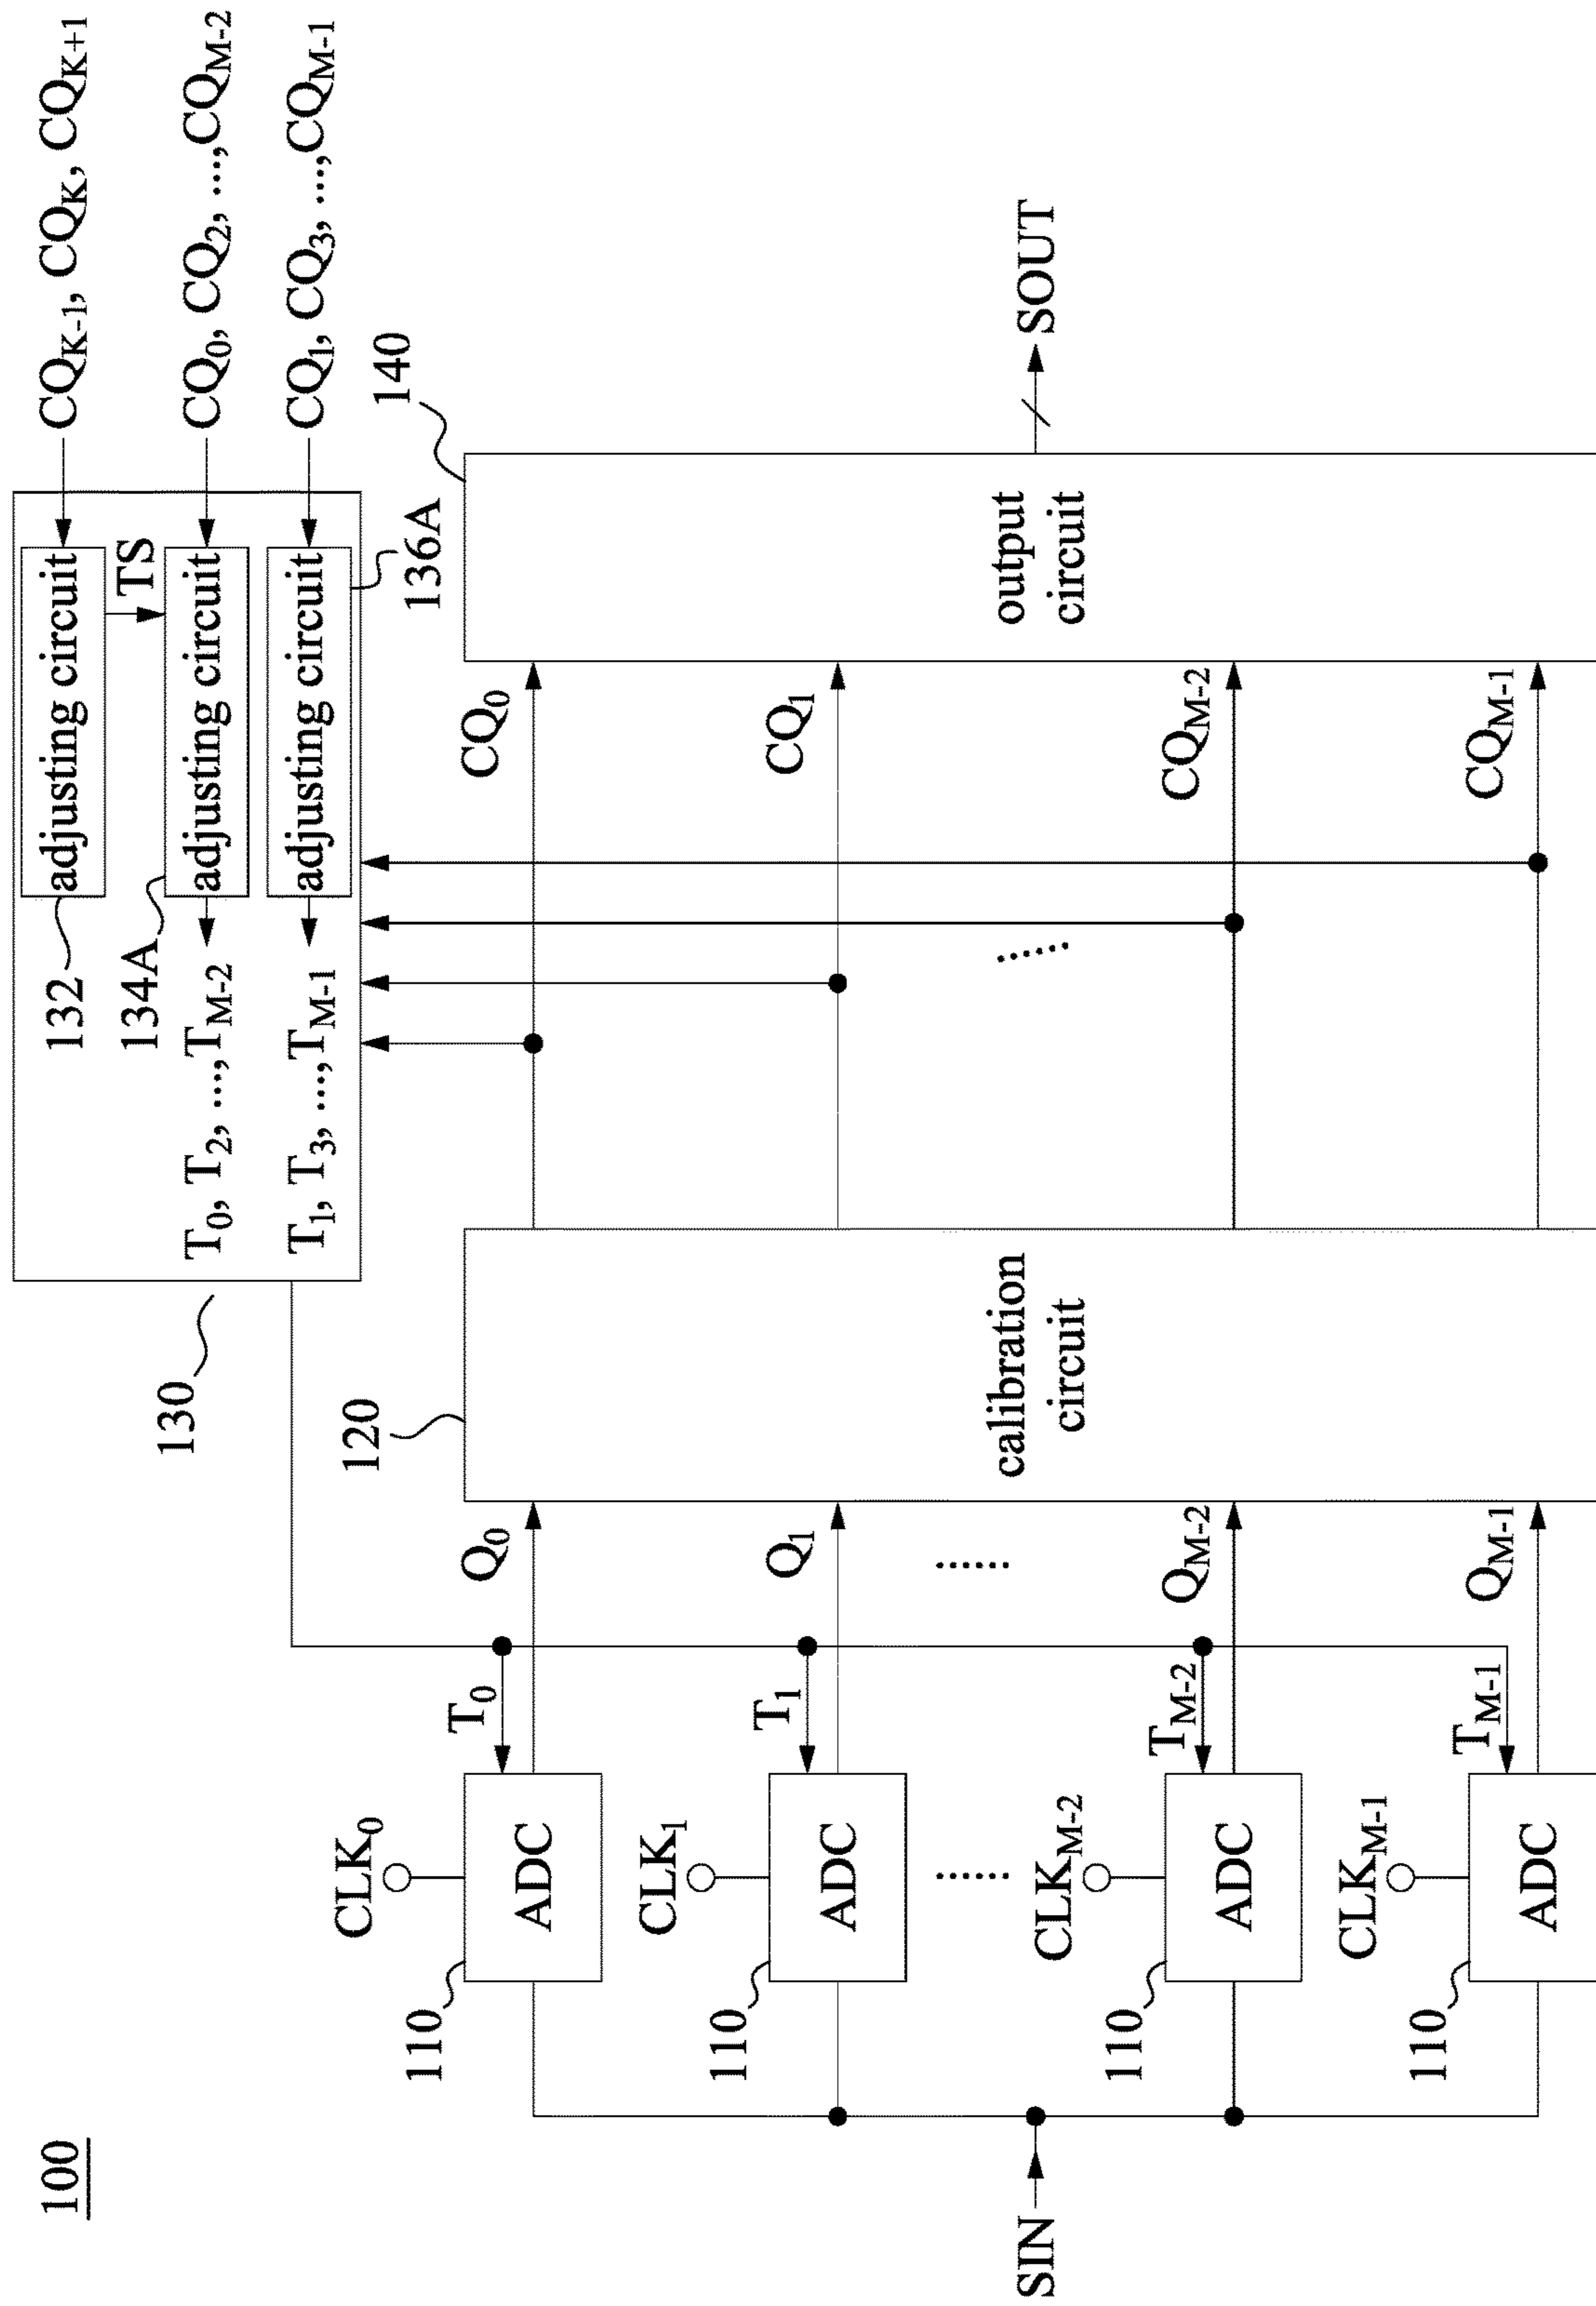 100
130
132
adjusting circuit
CQK-1, CQK, CQK+1
TS
134A
T0, T2, ...,TM-2
adjusting circuit
CQ0, CQ2, ...,CQM-2
T1, T3, ...,TM-1
adjusting circuit
CQ1, CQ3, ...,CQM-1
136A
120
140
CLK0
110
ADC
T0
Q0
CQ0
CLK1
110
ADC
T1
Q1
CQ1
......
......
......
SIN
calibration
circuit
output
circuit
SOUT
CLKM-2
110
ADC
TM-2
QM-2
CQM-2
CLKM-1
110
ADC
TM-1
QM-1
CQM-1